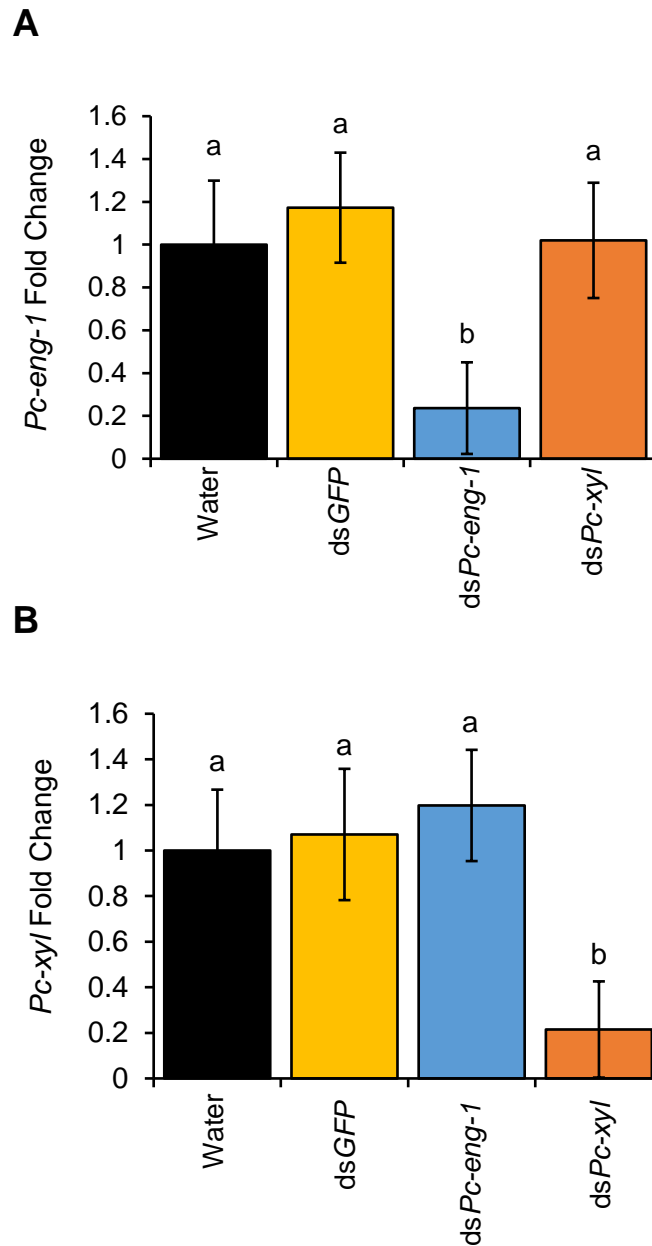 A
Pc-eng-1 Fold Change
1.6
1.4
1.2
1
0.8
0.6
0.4
0.2
0
a
a
b
a
Water
dsGFP
dsPc-eng-1
dsPc-xyl
B
Pc-xyl Fold Change
1.6
1.4
1.2
1
0.8
0.6
0.4
0.2
0
a
a
a
b
Water
dsGFP
dsPc-eng-1
dsPc-xyl